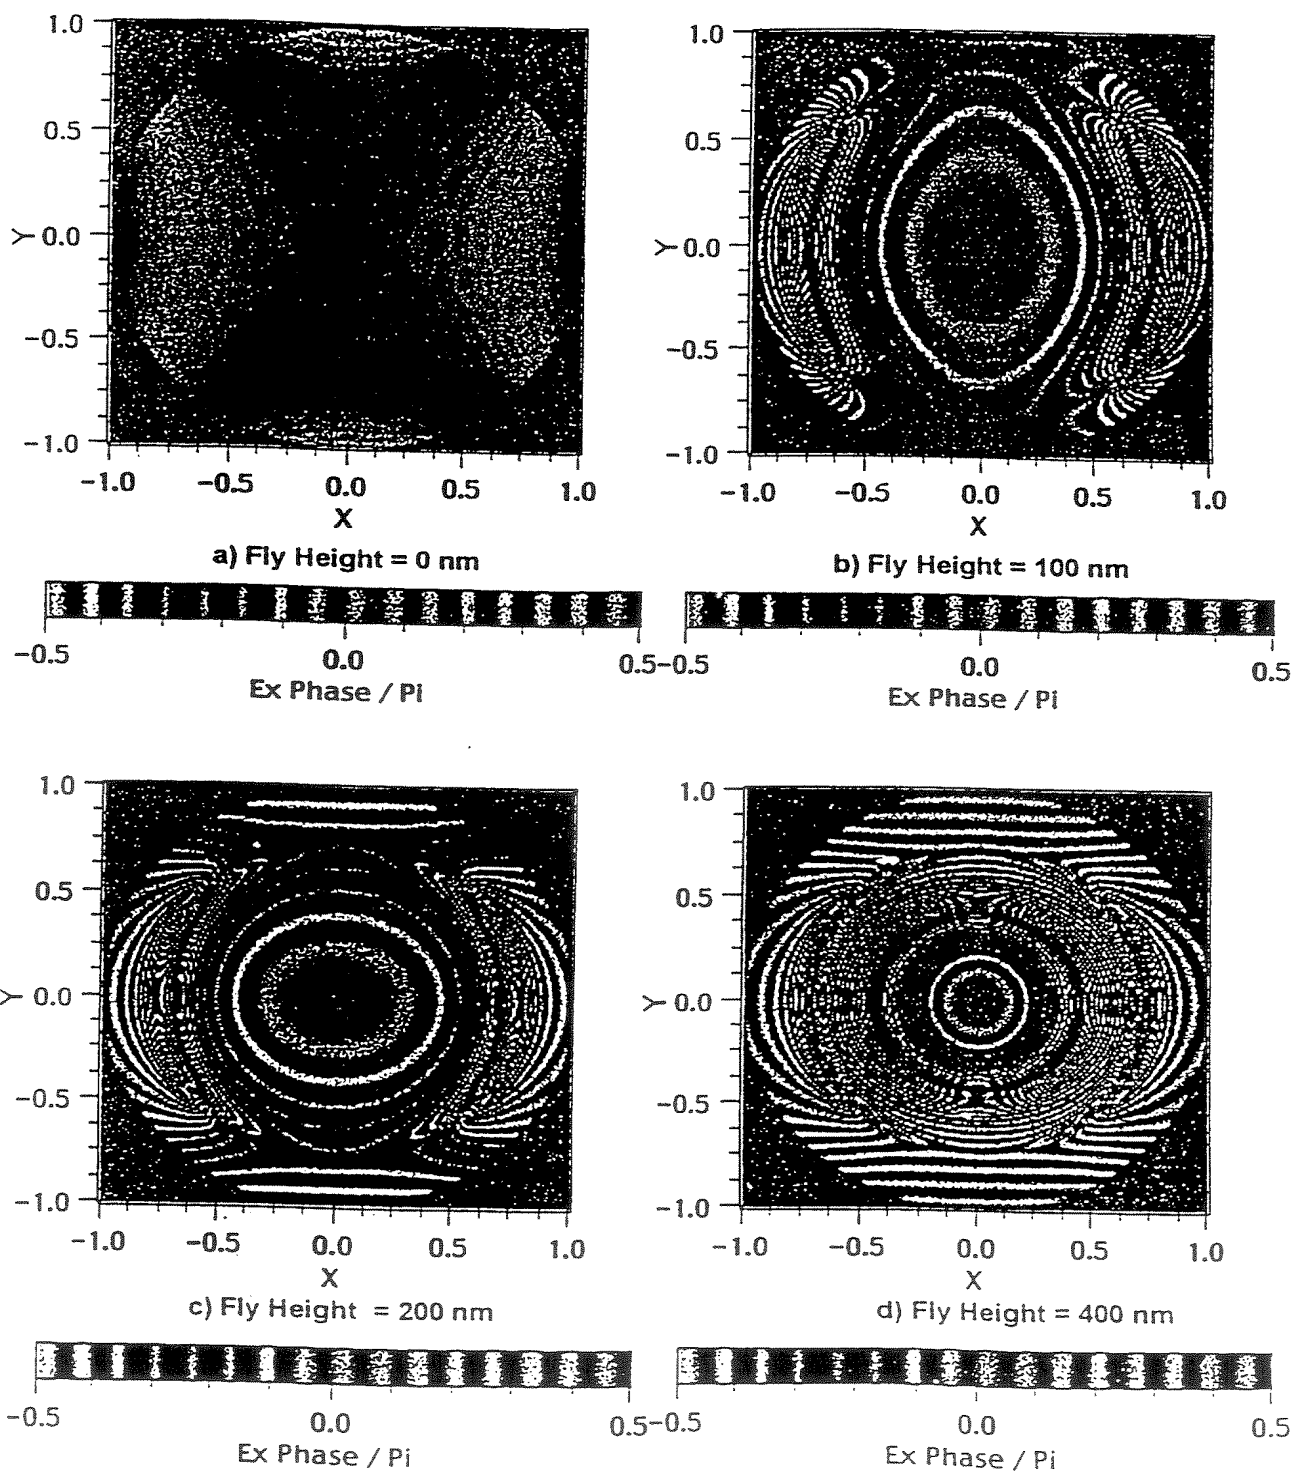 1.0 1.0
0.5 0.5
Y 0.0 Y 0.0
−0.5 −0.5
−1.0 −1.0
−1.0 −0.5 0.0 0.5 1.0 −1.0 −0.5 0.0 0.5 1.0
X X
a) Fly Height = 0 nm b) Fly Height = 100 nm
−0.5 0.0 0.5 −0.5 0.0 0.5
Ex Phase / Pi Ex Phase / Pi
1.0 1.0
0.5 0.5
Y 0.0 Y 0.0
−0.5 −0.5
−1.0 −1.0
−1.0 −0.5 0.0 0.5 1.0 −1.0 −0.5 0.0 0.5 1.0
X X
c) Fly Height = 200 nm d) Fly Height = 400 nm
−0.5 0.0 0.5 −0.5 0.0 0.5
Ex Phase / Pi Ex Phase / Pi